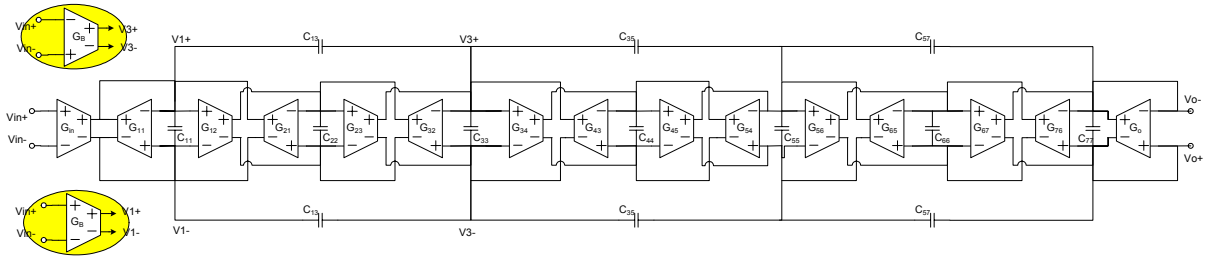 Vin+
Vin-
G_B
V3+
V3-
V1+
C13
V3+
C35
C57
Vin+
Vin-
Gin
G11
C11
G12
G21
C22
G23
G32
C33
G34
G43
C44
G45
G54
C55
G56
G65
C66
G67
G76
C77
Go
Vo-
Vo+
Vin+
Vin-
G_B
V1+
V1-
V1-
C13
V3-
C35
C57